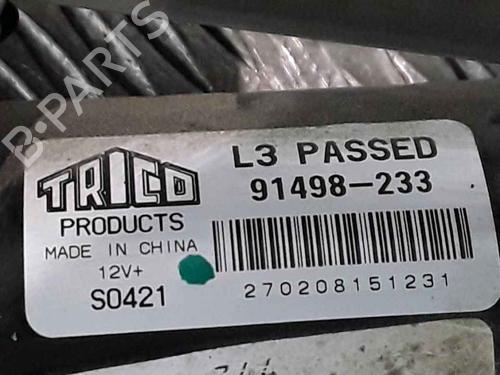 B·PARTS
TRICO
PRODUCTS
MADE IN CHINA
12V+
S0421
L3 PASSED
91498-233
270208151231